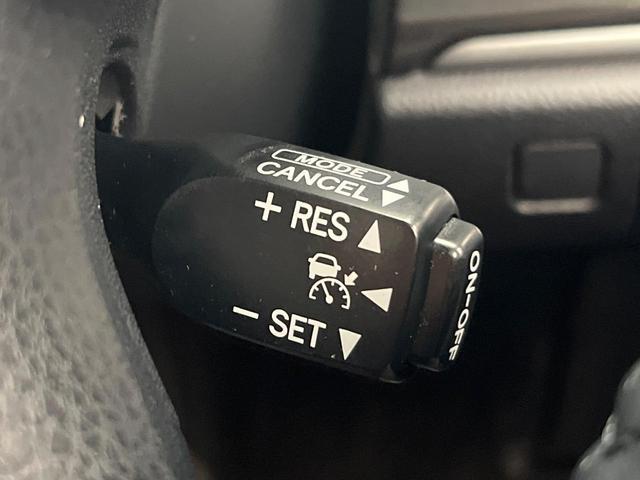 MODE
CANCEL
+ RES
- SET
ON-OFF